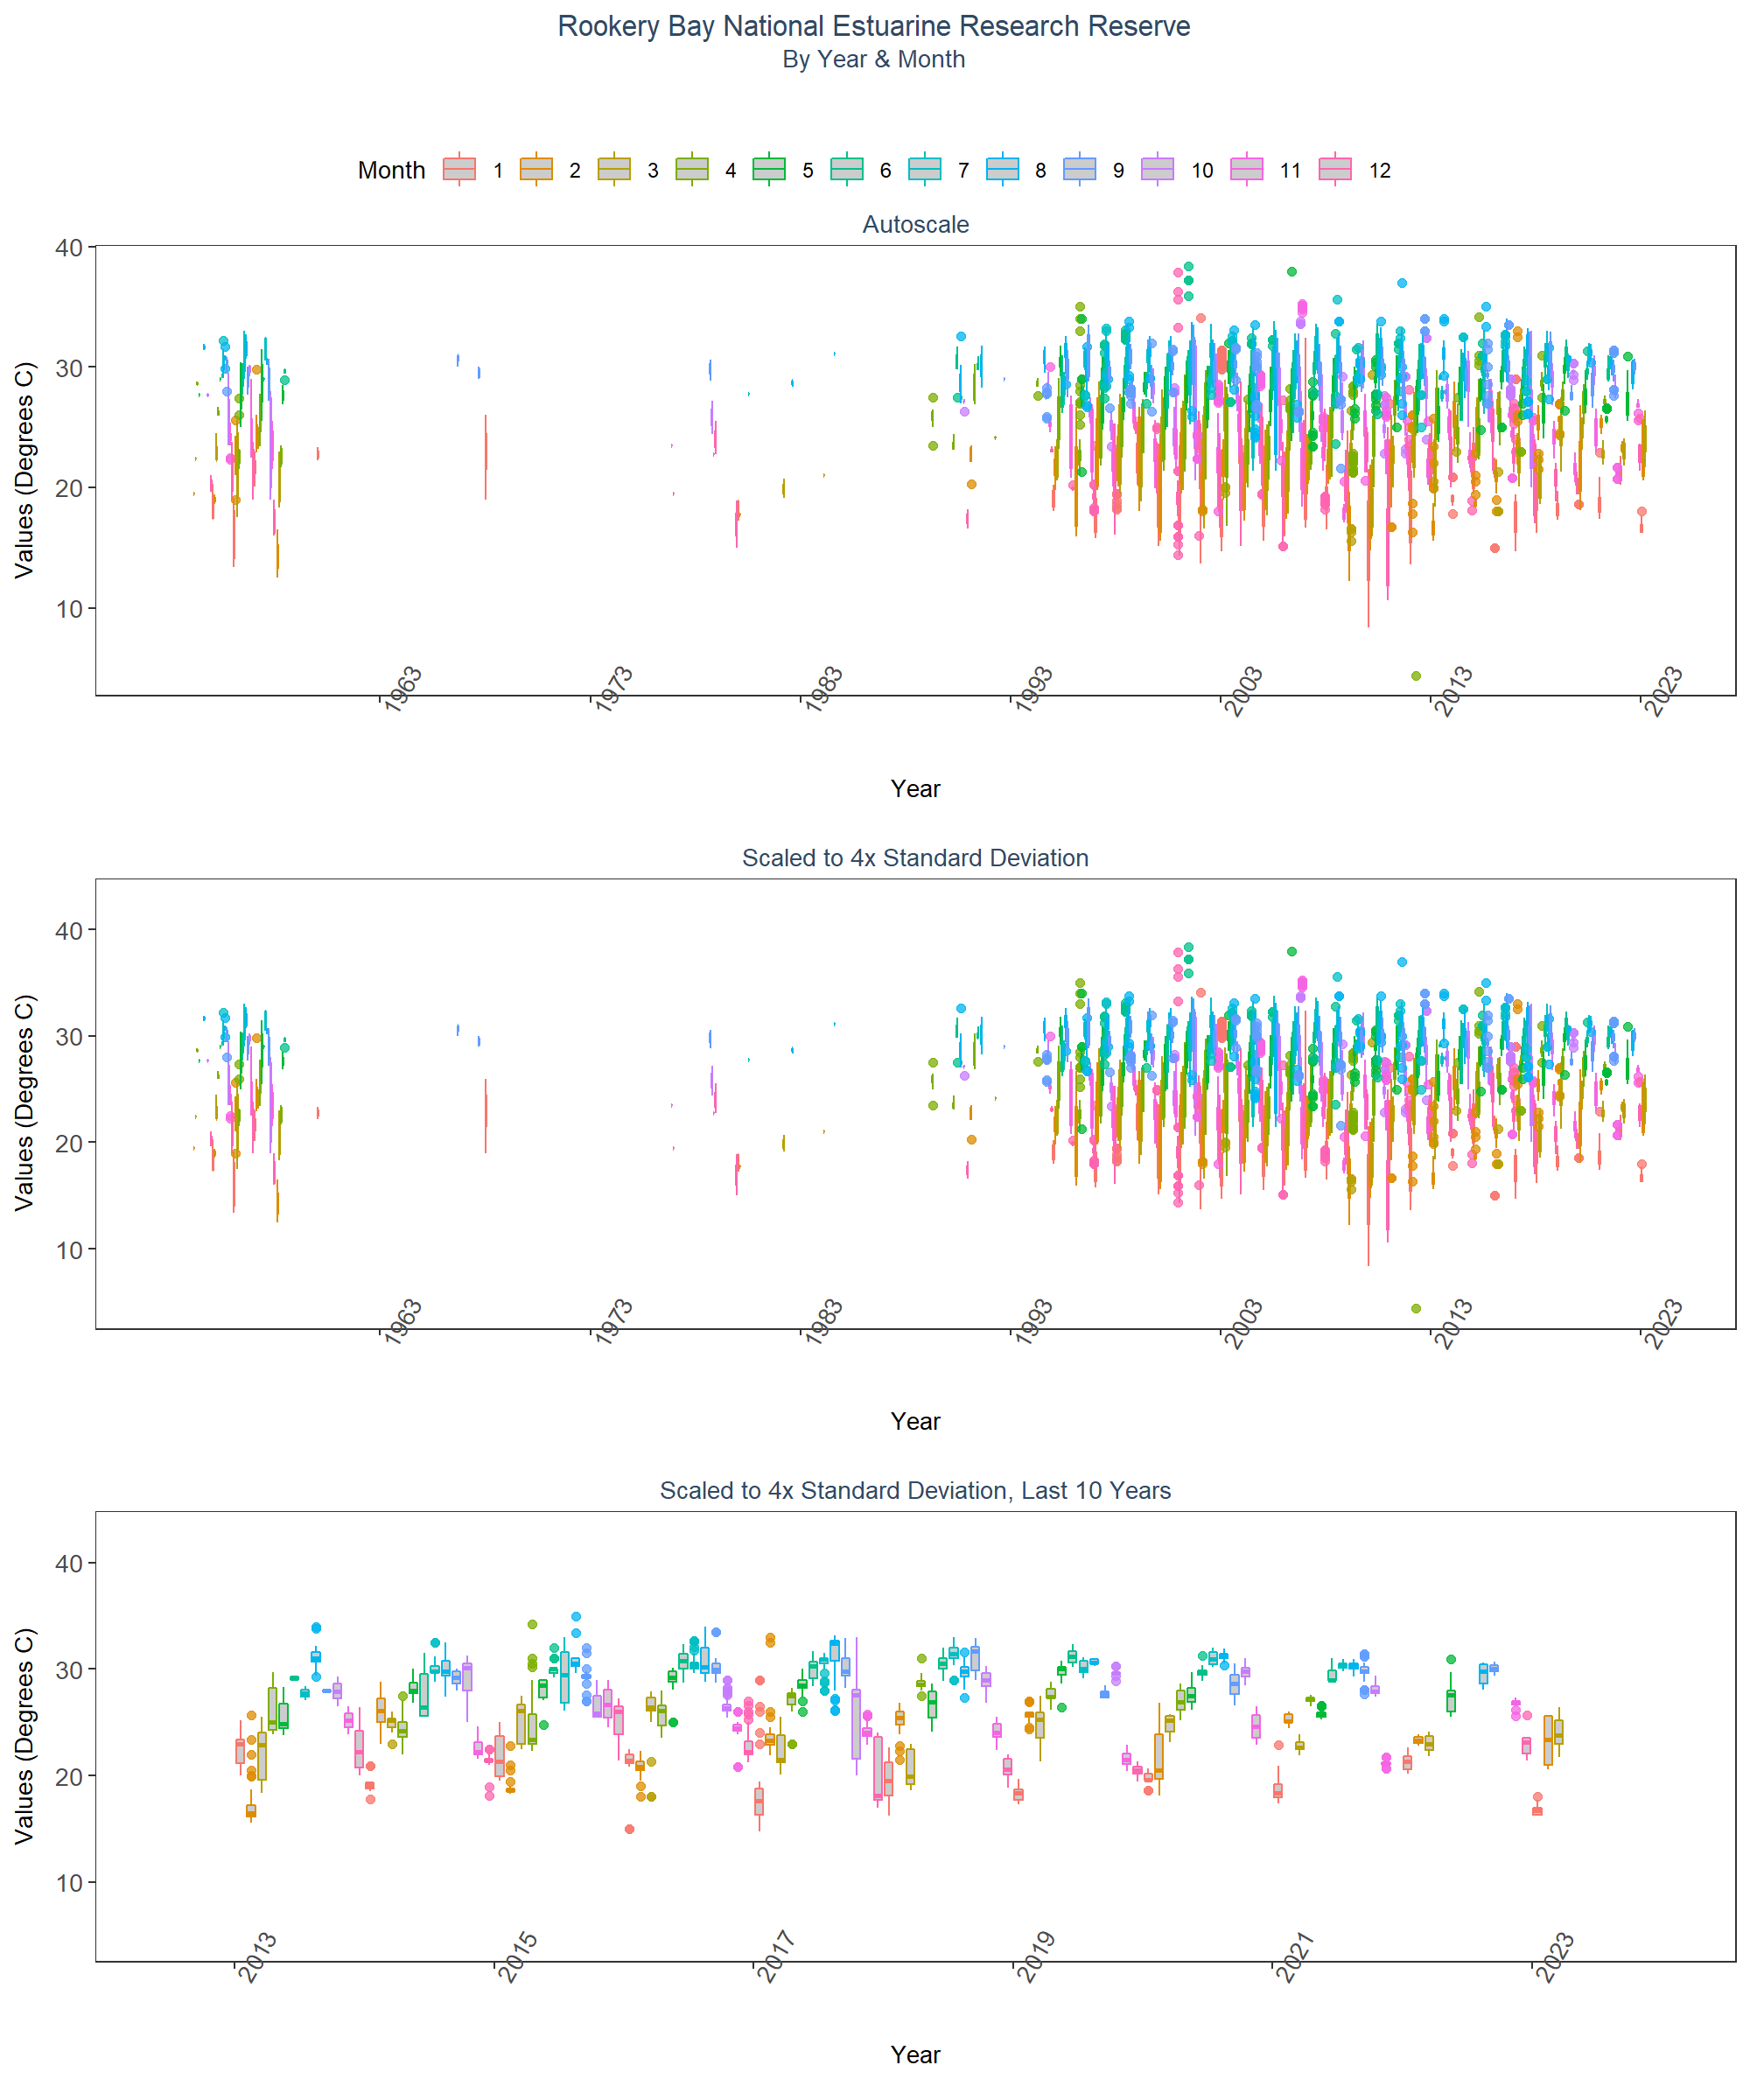 Rookery Bay National Estuarine Research Reserve
By Year & Month
Month 1 2 3 4 5 6 7 8 9 10 11 12
Autoscale
Values (Degrees C)
40
30
20
10
1963 1973 1983 1993 2003 2013 2023
Year
Scaled to 4x Standard Deviation
Values (Degrees C)
40
30
20
10
1963 1973 1983 1993 2003 2013 2023
Year
Scaled to 4x Standard Deviation, Last 10 Years
Values (Degrees C)
40
30
20
10
2013 2015 2017 2019 2021 2023
Year